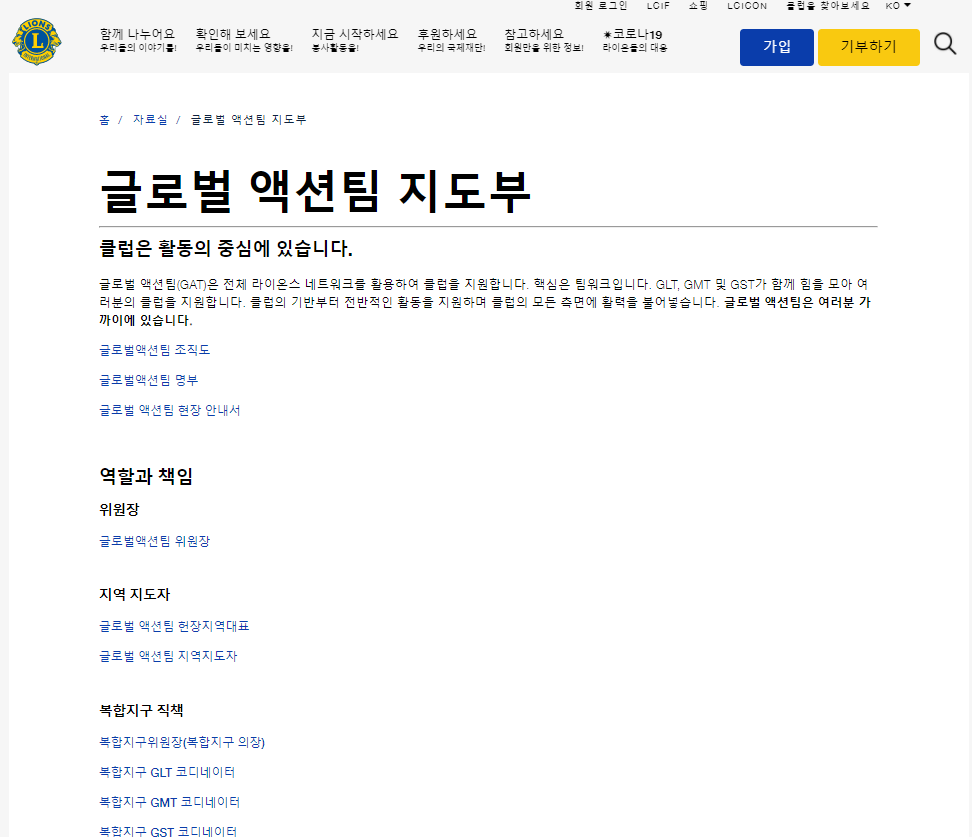 회원 로그인 LCIF 쇼핑 LCICON 클럽을 찾아보세요 KO
LIONS
L
INTERNATIONAL
함께 나누어요 확인해 보세요 지금 시작하세요 후원하세요 참고하세요 ✷코로나19
우리들의 이야기를! 우리들이 미치는 영향을! 봉사활동을! 우리의 국제재단! 회원만을 위한 정보! 라이온들의 대응
가입 기부하기
홈 / 자료실 / 글로벌 액션팀 지도부
글로벌 액션팀 지도부
클럽은 활동의 중심에 있습니다.
글로벌 액션팀(GAT)은 전체 라이온스 네트워크를 활용하여 클럽을 지원합니다. 핵심은 팀워크입니다. GLT, GMT 및 GST가 함께 힘을 모아 여
러분의 클럽을 지원합니다. 클럽의 기반부터 전반적인 활동을 지원하며 클럽의 모든 측면에 활력을 불어넣습니다. 글로벌 액션팀은 여러분 가
까이에 있습니다.
글로벌액션팀 조직도
글로벌액션팀 명부
글로벌 액션팀 현장 안내서
역할과 책임
위원장
글로벌액션팀 위원장
지역 지도자
글로벌 액션팀 헌장지역대표
글로벌 액션팀 지역지도자
복합지구 직책
복합지구위원장(복합지구 의장)
복합지구 GLT 코디네이터
복합지구 GMT 코디네이터
복합지구 GST 코디네이터